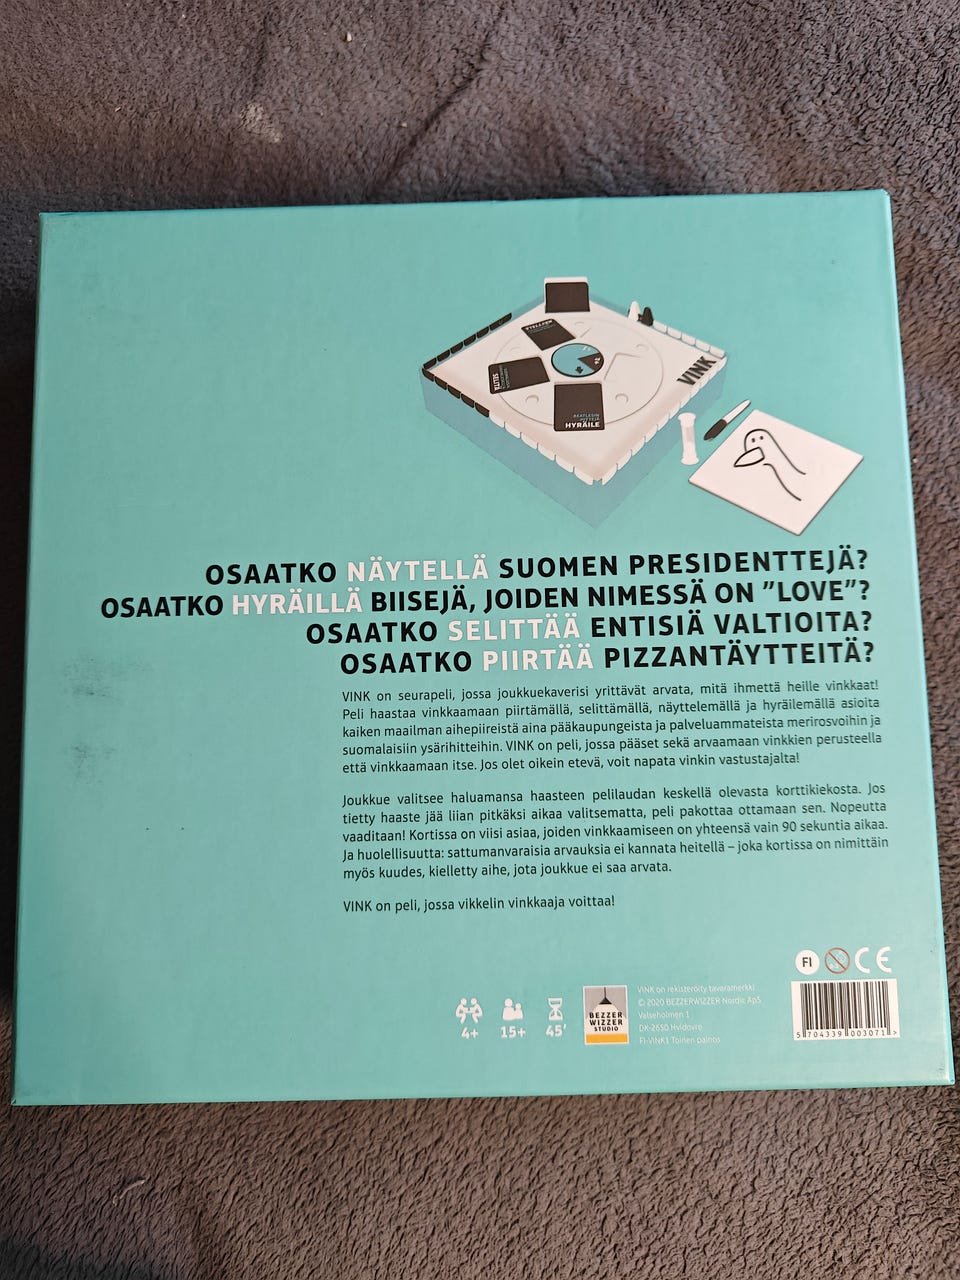 VINK
BEATLESIN
HITTEJÄ
HYRÄILE
SELITÄ
OSAATKO NÄYTELLÄ SUOMEN PRESIDENTTEJÄ?
OSAATKO HYRÄILLÄ BIISEJÄ, JOIDEN NIMESSÄ ON ”LOVE”?
OSAATKO SELITTÄÄ ENTISIÄ VALTIOITA?
OSAATKO PIIRTÄÄ PIZZANTÄYTTEITÄ?
VINK on seurapeli, jossa joukkuekaverisi yrittävät arvata, mitä ihmettä heille vinkkaat!
Peli haastaa vinkkaamaan piirtämällä, selittämällä, näyttelemällä ja hyräilemällä asioita
kaiken maailman aihepiireistä aina pääkaupungeista ja palveluammateista merirosvoihin ja
suomalaisiin ysärihitteihin. VINK on peli, jossa pääset sekä arvaamaan vinkkien perusteella
että vinkkaamaan itse. Jos olet oikein etevä, voit napata vinkin vastustajalta!
Joukkue valitsee haluamansa haasteen pelilaudan keskellä olevasta korttikiekosta. Jos
tietty haaste jää liian pitkäksi aikaa valitsematta, peli pakottaa ottamaan sen. Nopeutta
vaaditaan! Kortissa on viisi asiaa, joiden vinkkaamiseen on yhteensä vain 90 sekuntia aikaa.
Ja huolellisuutta: sattumanvaraisia arvauksia ei kannata heitellä – joka kortissa on nimittäin
myös kuudes, kielletty aihe, jota joukkue ei saa arvata.
VINK on peli, jossa vikkelin vinkkaaja voittaa!
FI CE
4+ 15+ 45’
BEZZER
WIZZER
STUDIO
VINK on rekisteröity tavaramerkki
© 2020 BEZZERWIZZER Nordic ApS
Valseholmen 1
DK-2650 Hvidovre
FI-VINK1 Toinen painos
5 704339 003071 >